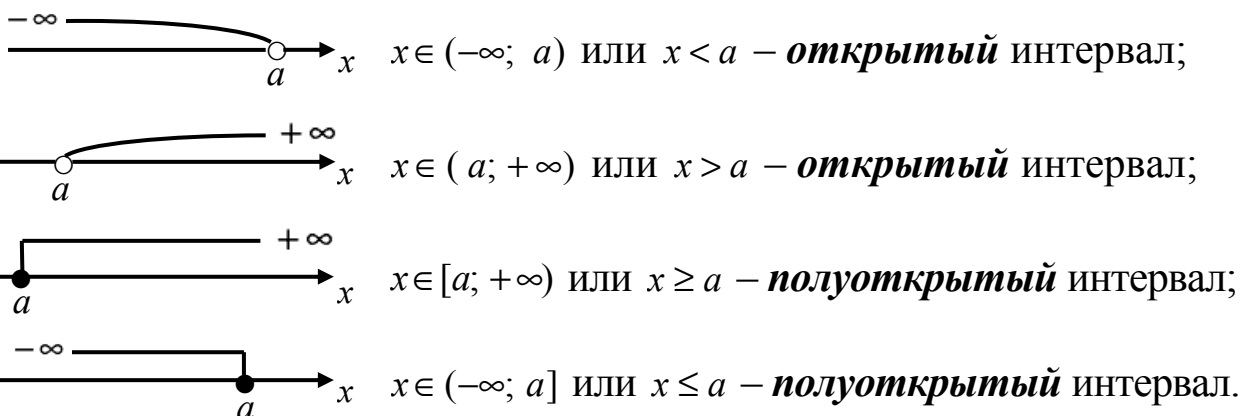 − ∞
a x x ∈ (−∞; a) или x < a − открытый интервал;
+ ∞
a x x ∈ ( a; + ∞) или x > a − открытый интервал;
+ ∞
a x x ∈ [a; + ∞) или x ≥ a − полуоткрытый интервал;
− ∞
a x x ∈ (−∞; a] или x ≤ a − полуоткрытый интервал.